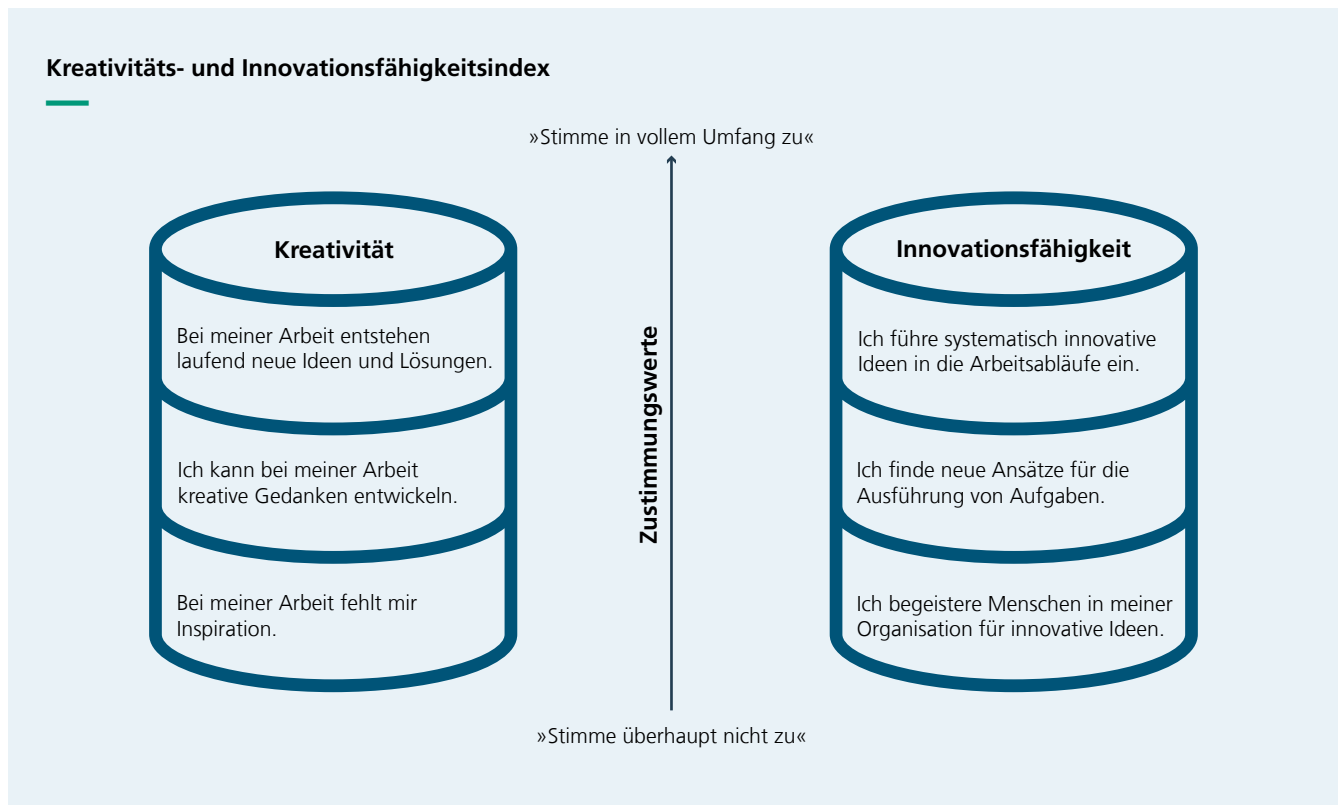 Kreativitäts- und Innovationsfähigkeitsindex
»Stimme in vollem Umfang zu«
Kreativität
Bei meiner Arbeit entstehen
laufend neue Ideen und Lösungen.
Ich kann bei meiner Arbeit
kreative Gedanken entwickeln.
Bei meiner Arbeit fehlt mir
Inspiration.
Zustimmungswerte
Innovationsfähigkeit
Ich führe systematisch innovative
Ideen in die Arbeitsabläufe ein.
Ich finde neue Ansätze für die
Ausführung von Aufgaben.
Ich begeistere Menschen in meiner
Organisation für innovative Ideen.
»Stimme überhaupt nicht zu«